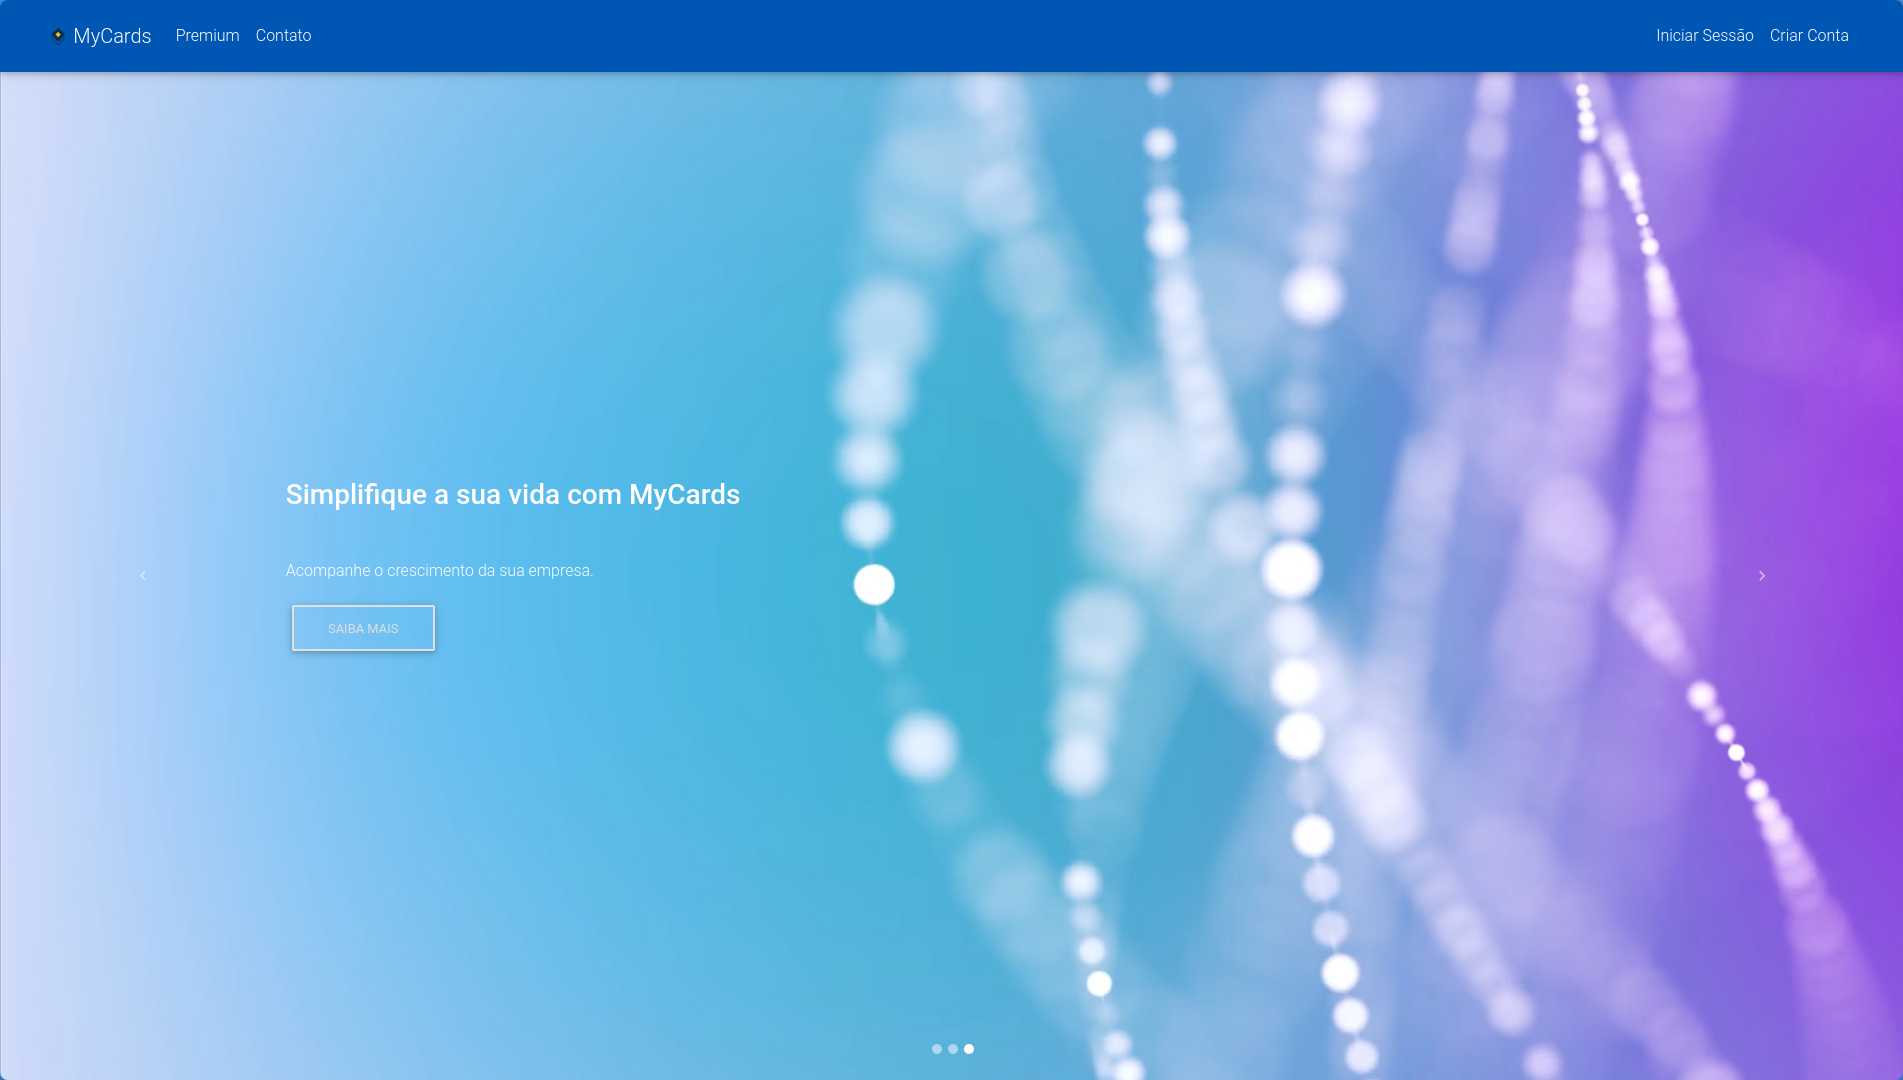 MyCards Premium Contato Iniciar Sessão Criar Conta
Simplifique a sua vida com MyCards
Acompanhe o crescimento da sua empresa.
SAIBA MAIS